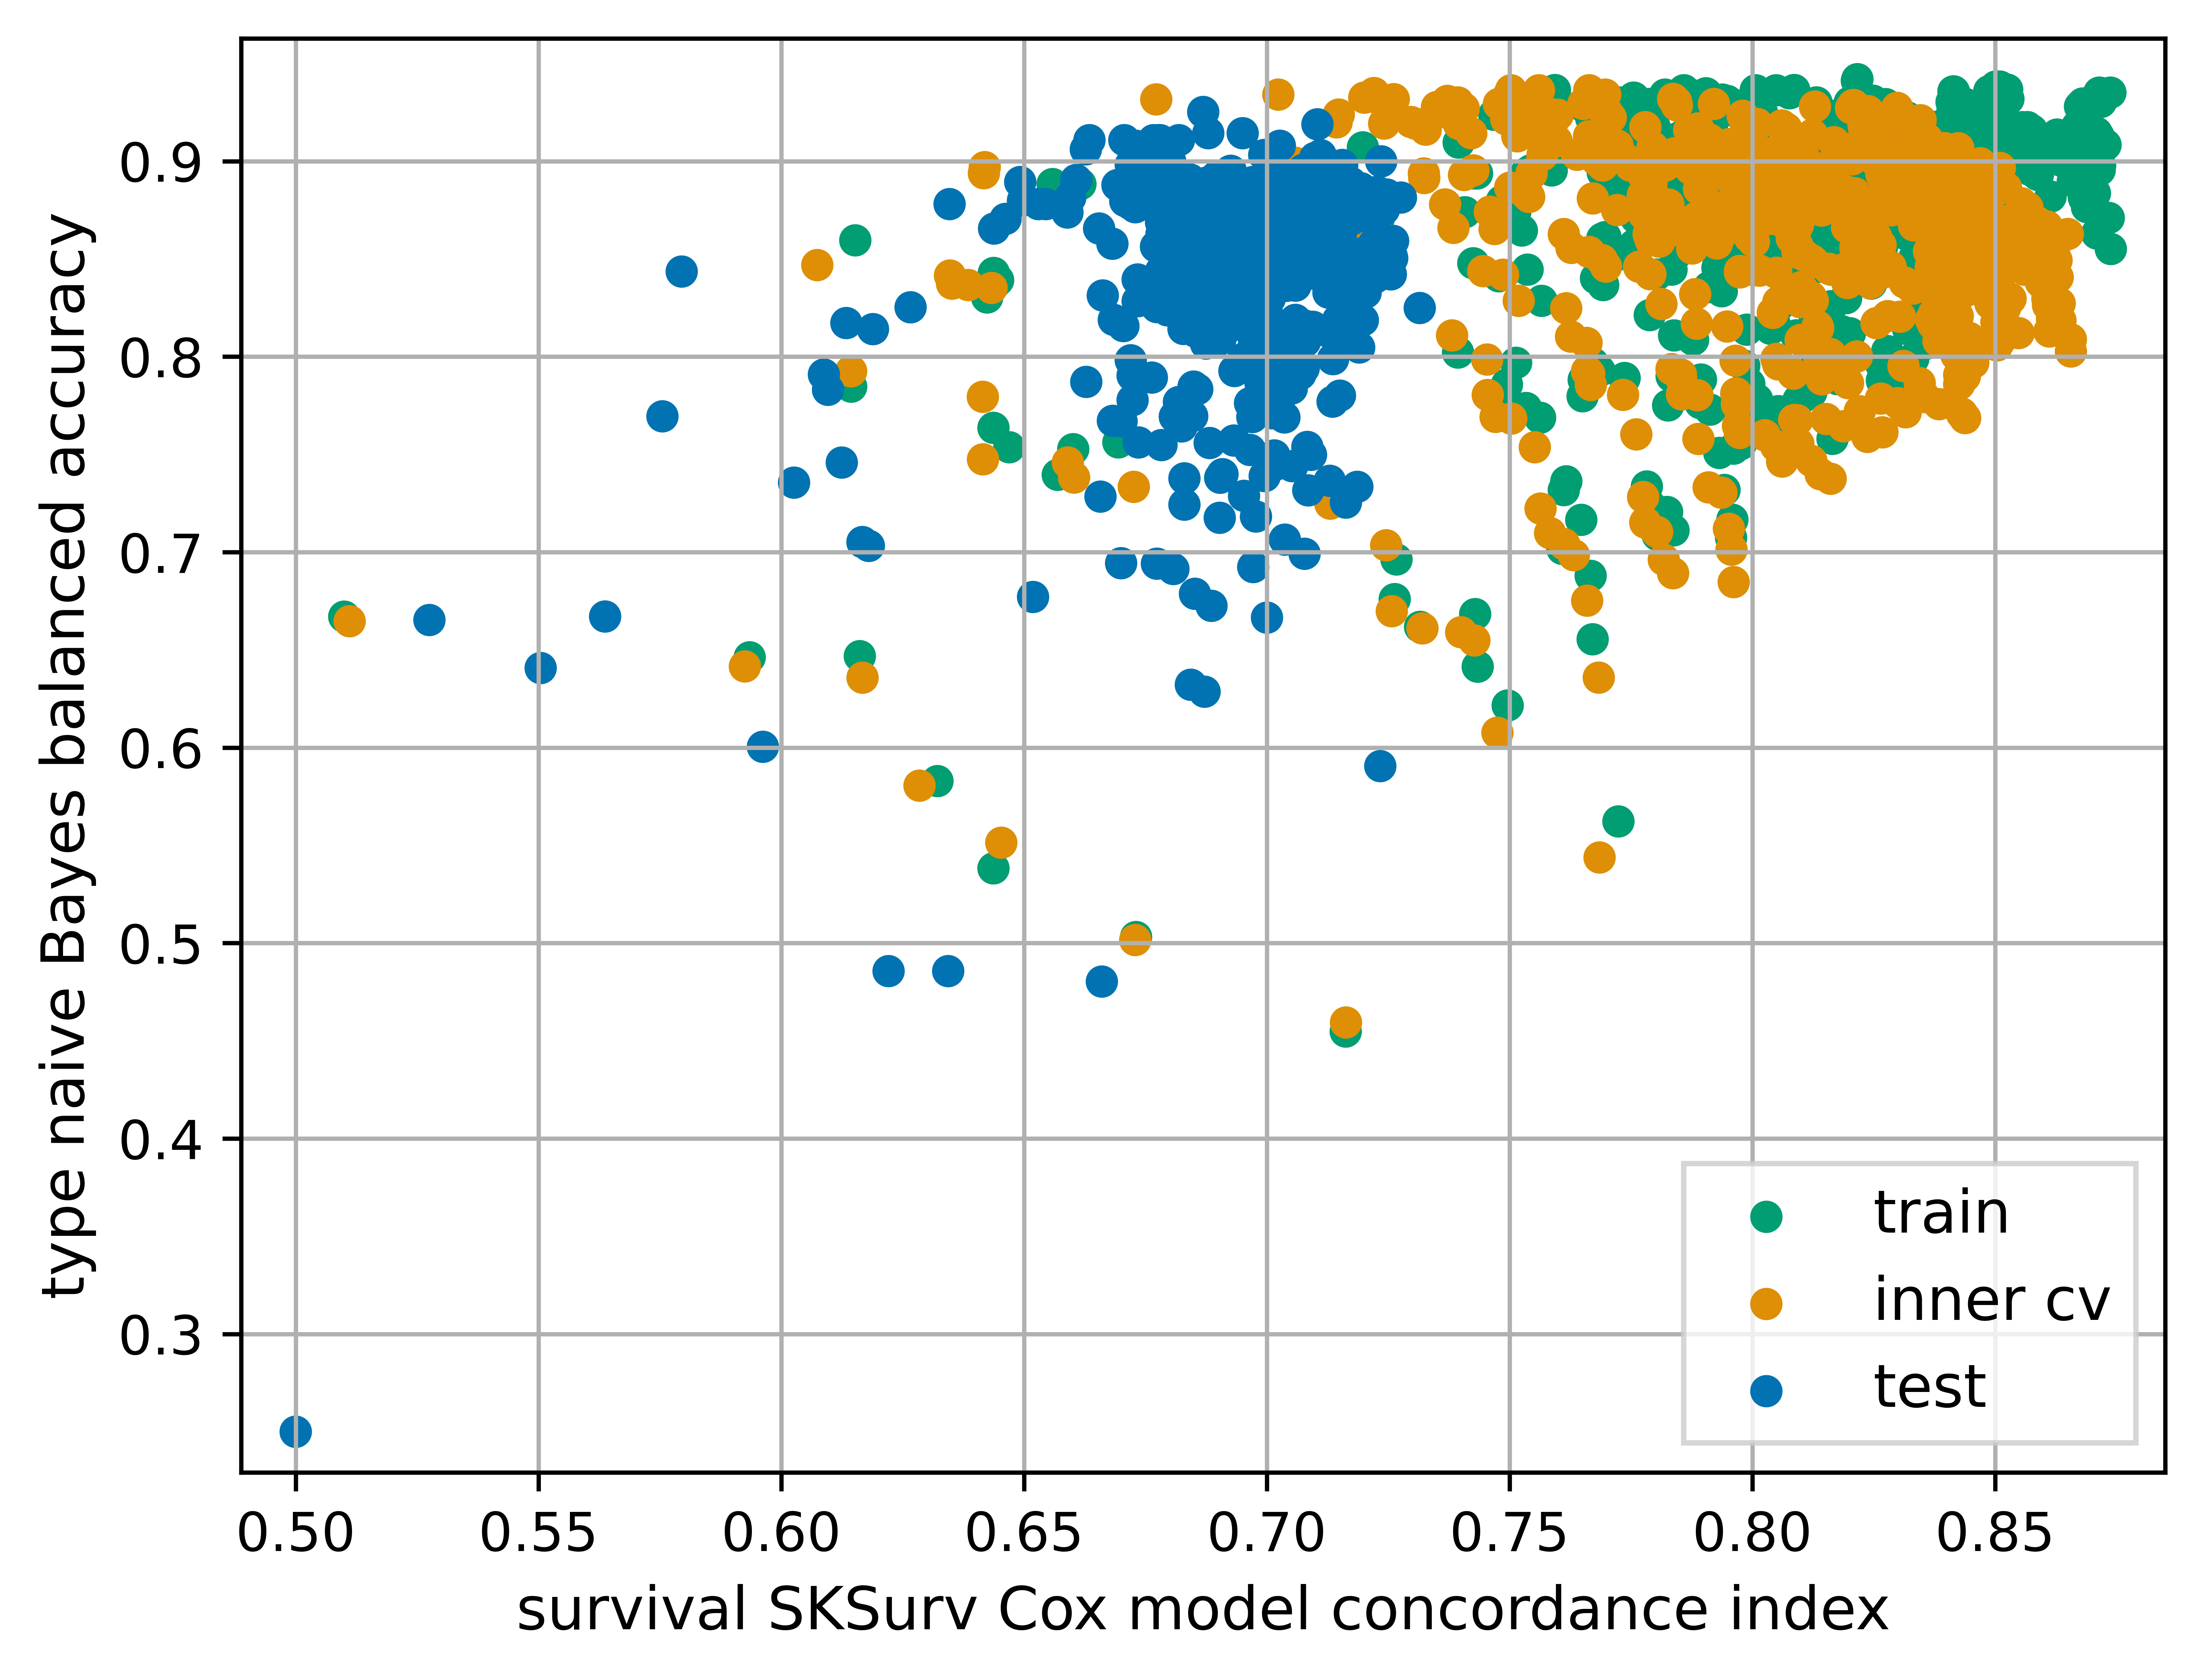 type naive Bayes balanced accuracy
0.9
0.8
0.7
0.6
0.5
0.4
0.3
train
inner cv
test
0.50 0.55 0.60 0.65 0.70 0.75 0.80 0.85
survival SKSurv Cox model concordance index